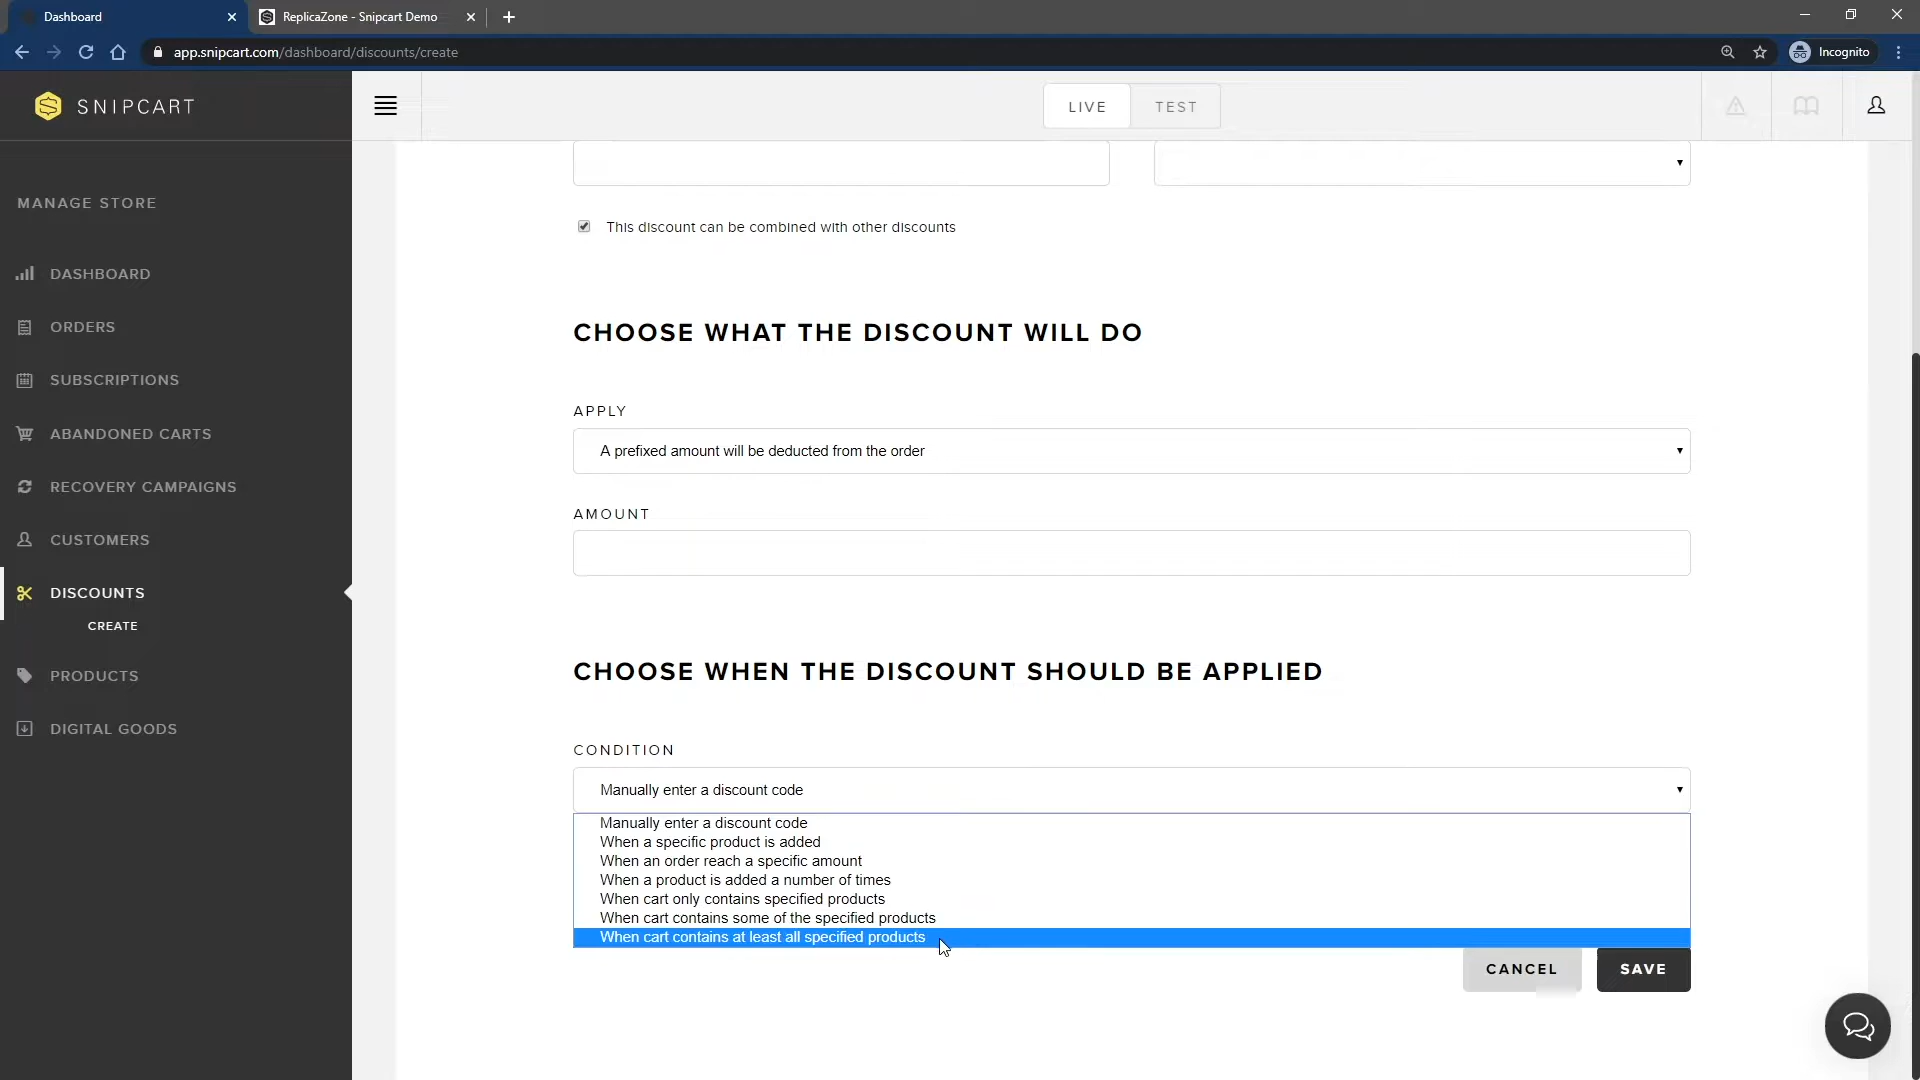 Dashboard
ReplicaZone - Snipcart Demo
app.snipcart.com/dashboard/discounts/create
Incognito
SNIPCART
LIVE
TEST
MANAGE STORE
DASHBOARD
ORDERS
SUBSCRIPTIONS
ABANDONED CARTS
RECOVERY CAMPAIGNS
CUSTOMERS
DISCOUNTS
CREATE
PRODUCTS
DIGITAL GOODS
This discount can be combined with other discounts
CHOOSE WHAT THE DISCOUNT WILL DO
APPLY
A prefixed amount will be deducted from the order
AMOUNT
CHOOSE WHEN THE DISCOUNT SHOULD BE APPLIED
CONDITION
Manually enter a discount code
Manually enter a discount code
When a specific product is added
When an order reach a specific amount
When a product is added a number of times
When cart only contains specified products
When cart contains some of the specified products
When cart contains at least all specified products
CANCEL
SAVE